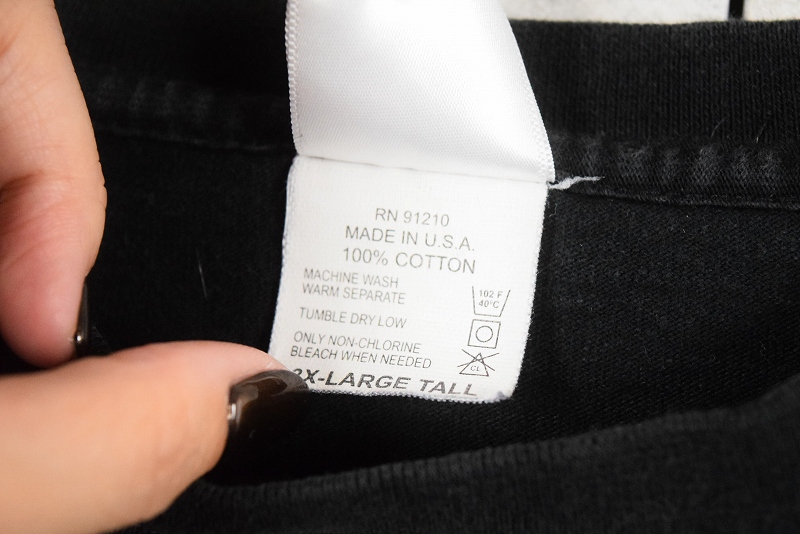 RN 91210
MADE IN U.S.A.
100% COTTON
MACHINE WASH
WARM SEPARATE
102 F
40°C
TUMBLE DRY LOW
ONLY NON-CHLORINE
BLEACH WHEN NEEDED
CL
X-LARGE TALL